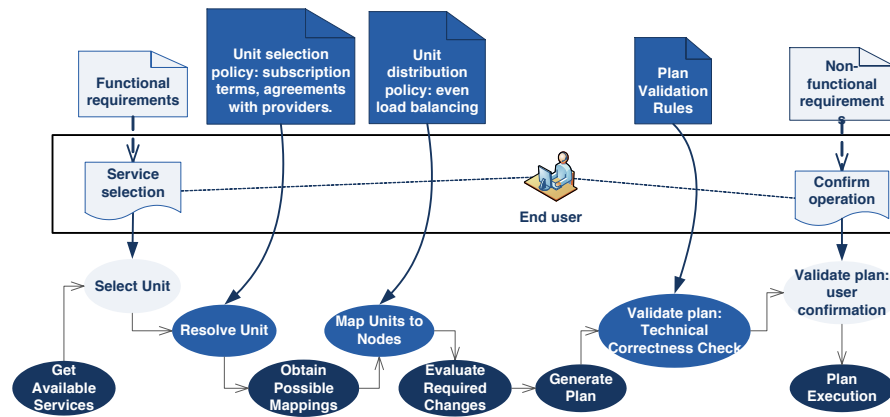 Functional
requirements
Unit selection
policy: subscription
terms, agreements
with providers.
Unit
distribution
policy: even
load balancing
Plan
Validation
Rules
Non-
functional
requirement
s
Service
selection
End user
Confirm
operation
Select Unit
Resolve Unit
Map Units to
Nodes
Validate plan:
Technical
Correctness Check
Validate plan:
user
confirmation
Get
Available
Services
Obtain
Possible
Mappings
Evaluate
Required
Changes
Generate
Plan
Plan
Execution